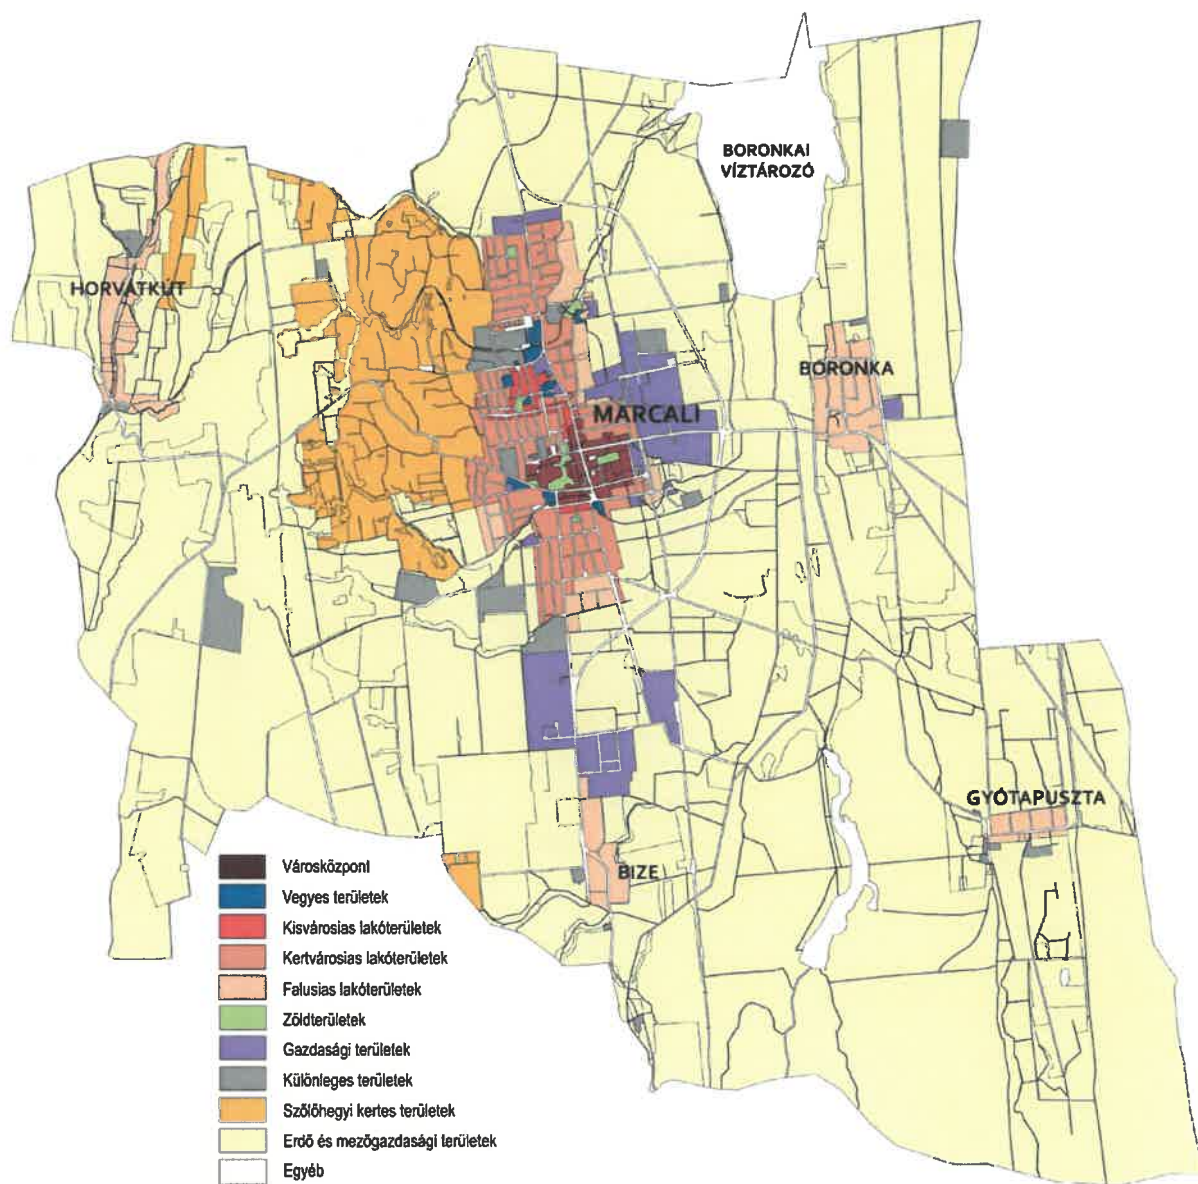 BORONKAI
VÍZTÁROZÓ
HORVÁTKÚT
BORONKA
MARCALI
GYÓTAPUSZTA
BIZE
Városközpont
Vegyes területek
Kisvárosias lakóterületek
Kertvárosias lakóterületek
Falusias lakóterületek
Zöldterületek
Gazdasági területek
Különleges területek
Szőlőhegyi kertes területek
Erdő és mezőgazdasági területek
Egyéb